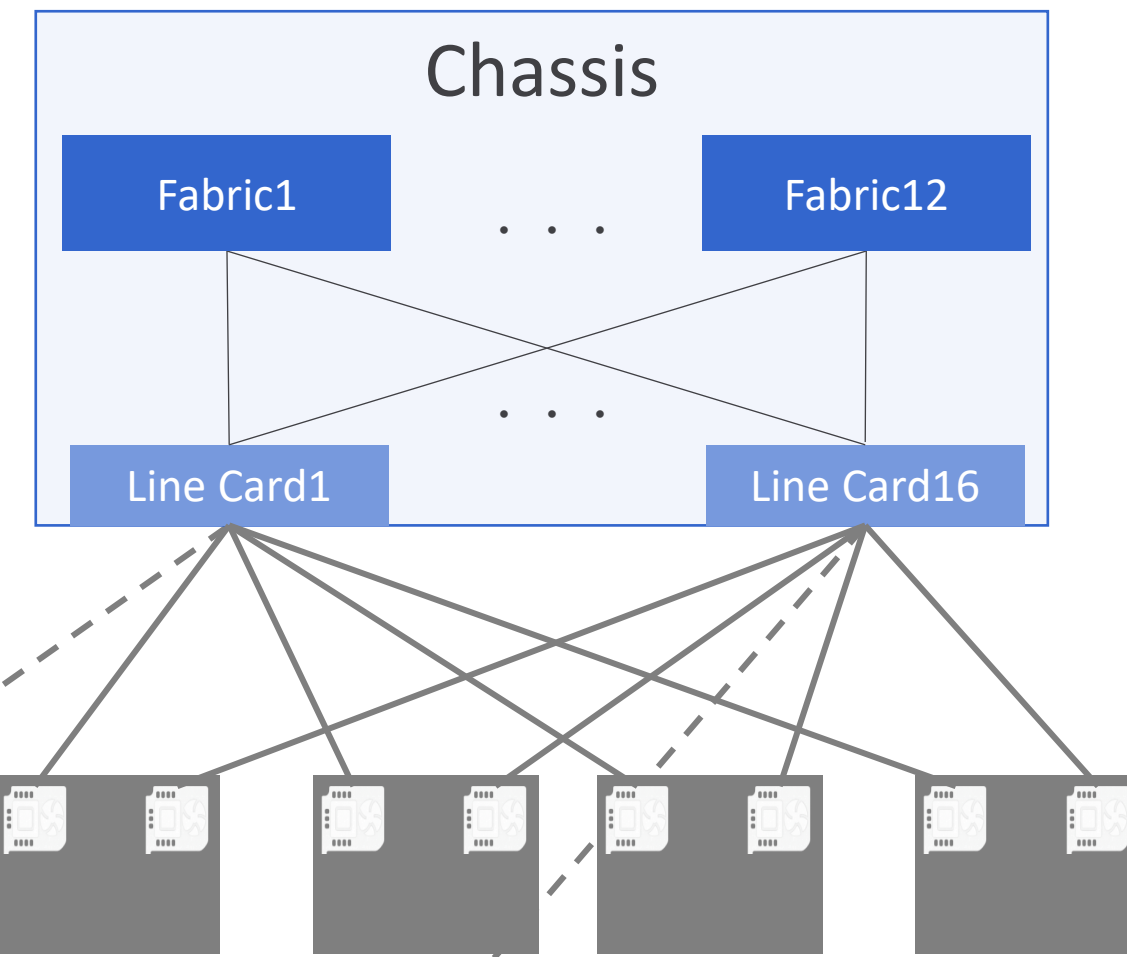 Chassis
Fabric1
. . .
Fabric12
. . .
Line Card1
Line Card16